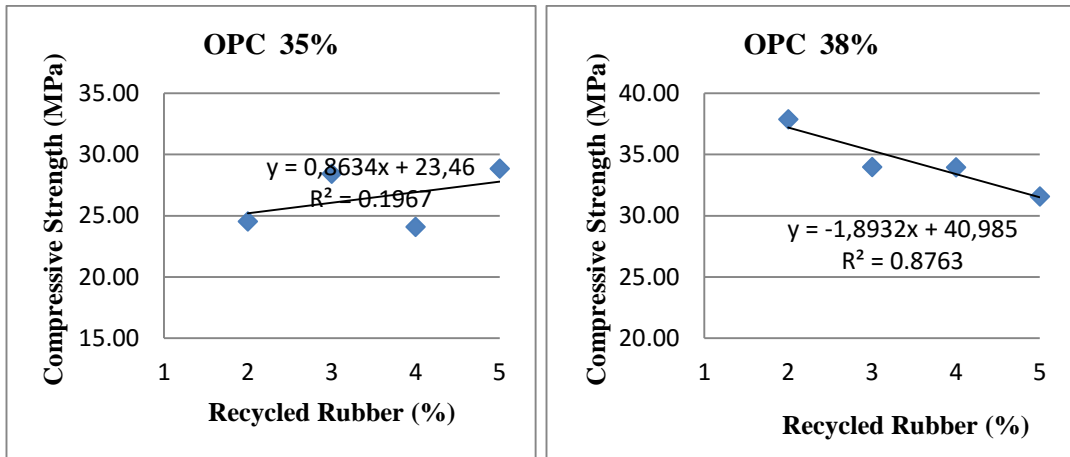 OPC 35%
Compressive Strength (MPa)
35.00
30.00
25.00
20.00
15.00
y = 0,8634x + 23,46
R² = 0.1967
1 2 3 4 5
Recycled Rubber (%)
OPC 38%
Compressive Strength (MPa)
40.00
35.00
30.00
25.00
20.00
y = -1,8932x + 40,985
R² = 0.8763
1 2 3 4 5
Recycled Rubber (%)